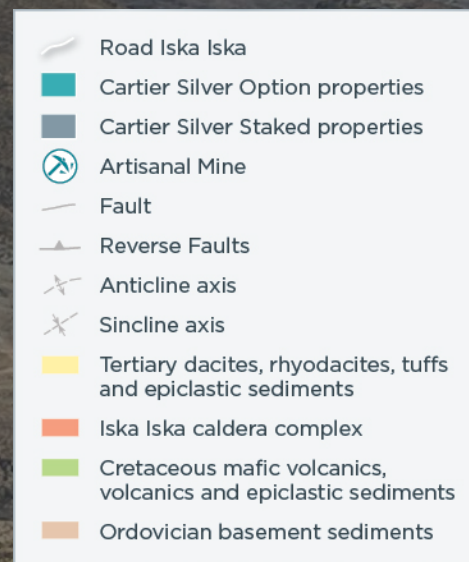 Road Iska Iska
Cartier Silver Option properties
Cartier Silver Staked properties
Artisanal Mine
Fault
Reverse Faults
Anticline axis
Sincline axis
Tertiary dacites, rhyodacites, tuffs
and epiclastic sediments
Iska Iska caldera complex
Cretaceous mafic volcanics,
volcanics and epiclastic sediments
Ordovician basement sediments